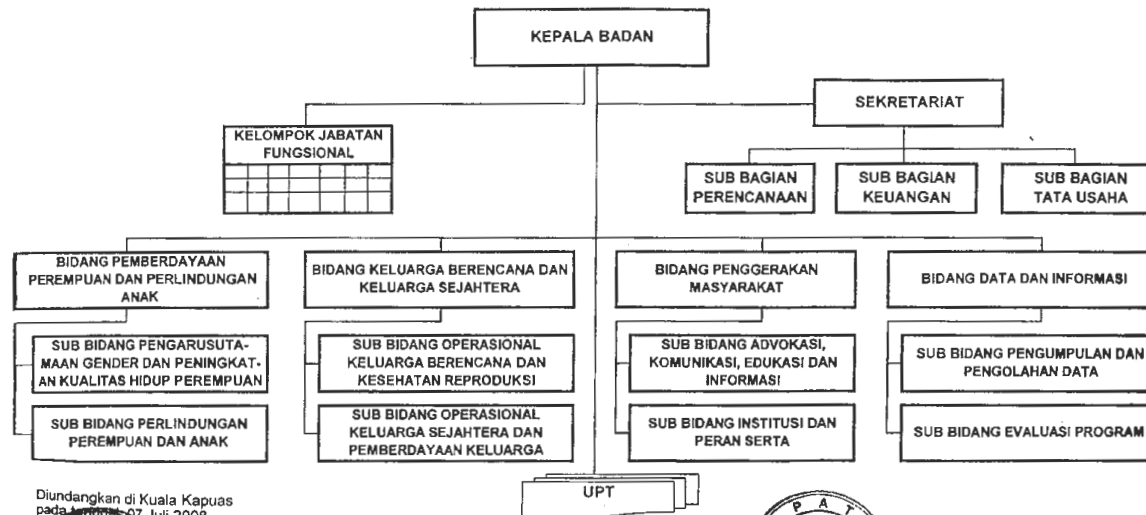 KEPALA BADAN
SEKRETARIAT
KELOMPOK JABATAN
FUNGSIONAL
SUB BAGIAN
PERENCANAAN
SUB BAGIAN
KEUANGAN
SUB BAGIAN
TATA USAHA
BIDANG PEMBERDAYAAN
PEREMPUAN DAN PERLINDUNGAN
ANAK
BIDANG KELUARGA BERENCANA DAN
KELUARGA SEJAHTERA
BIDANG PENGGERAKAN
MASYARAKAT
BIDANG DATA DAN INFORMASI
SUB BIDANG PENGARUSUTA-
MAAN GENDER DAN PENINGKAT-
AN KUALITAS HIDUP PEREMPUAN
SUB BIDANG OPERASIONAL
KELUARGA BERENCANA DAN
KESEHATAN REPRODUKSI
SUB BIDANG ADVOKASI,
KOMUNIKASI, EDUKASI DAN
INFORMASI
SUB BIDANG PENGUMPULAN DAN
PENGOLAHAN DATA
SUB BIDANG PERLINDUNGAN
PEREMPUAN DAN ANAK
SUB BIDANG OPERASIONAL
KELUARGA SEJAHTERA DAN
PEMBERDAYAAN KELUARGA
SUB BIDANG INSTITUSI DAN
PERAN SERTA
SUB BIDANG EVALUASI PROGRAM
UPT
Diundangkan di Kuala Kapuas
pada 07 Juli 2008
P A T